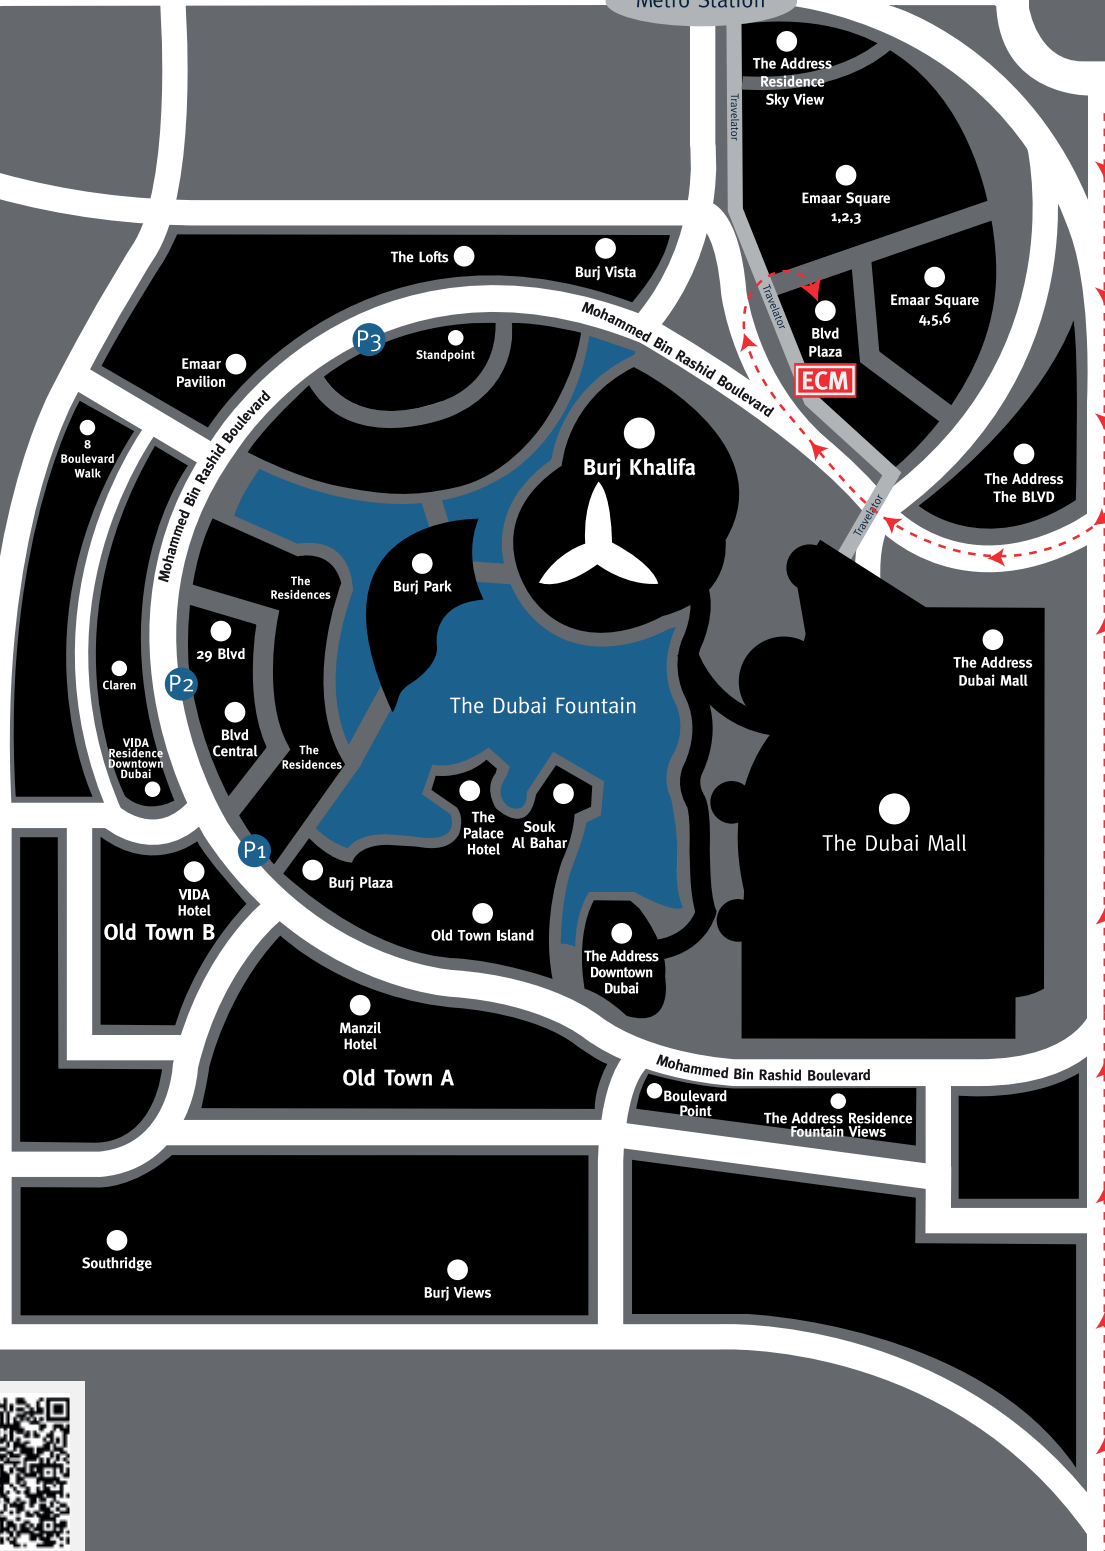 Metro Station
The Address
Residence
Sky View
Travelator
Emaar Square
1,2,3
The Lofts
Burj Vista
Travelator
Emaar Square
4,5,6
Mohammed Bin Rashid Boulevard
Blvd
Plaza
ECM
P3
Standpoint
Emaar
Pavilion
Mohammed Bin Rashid Boulevard
8
Boulevard
Walk
Burj Khalifa
The Address
The BLVD
Travelator
The
Residences
Burj Park
29 Blvd
The Address
Dubai Mall
Claren
P2
The Dubai Fountain
Blvd
Central
VIDA
Residence
Downtown
Dubai
The
Residences
The
Palace
Hotel
Souk
Al Bahar
The Dubai Mall
P1
Burj Plaza
VIDA
Hotel
Old Town B
Old Town Island
The Address
Downtown
Dubai
Manzil
Hotel
Old Town A
Mohammed Bin Rashid Boulevard
Boulevard
Point
The Address Residence
Fountain Views
Southridge
Burj Views